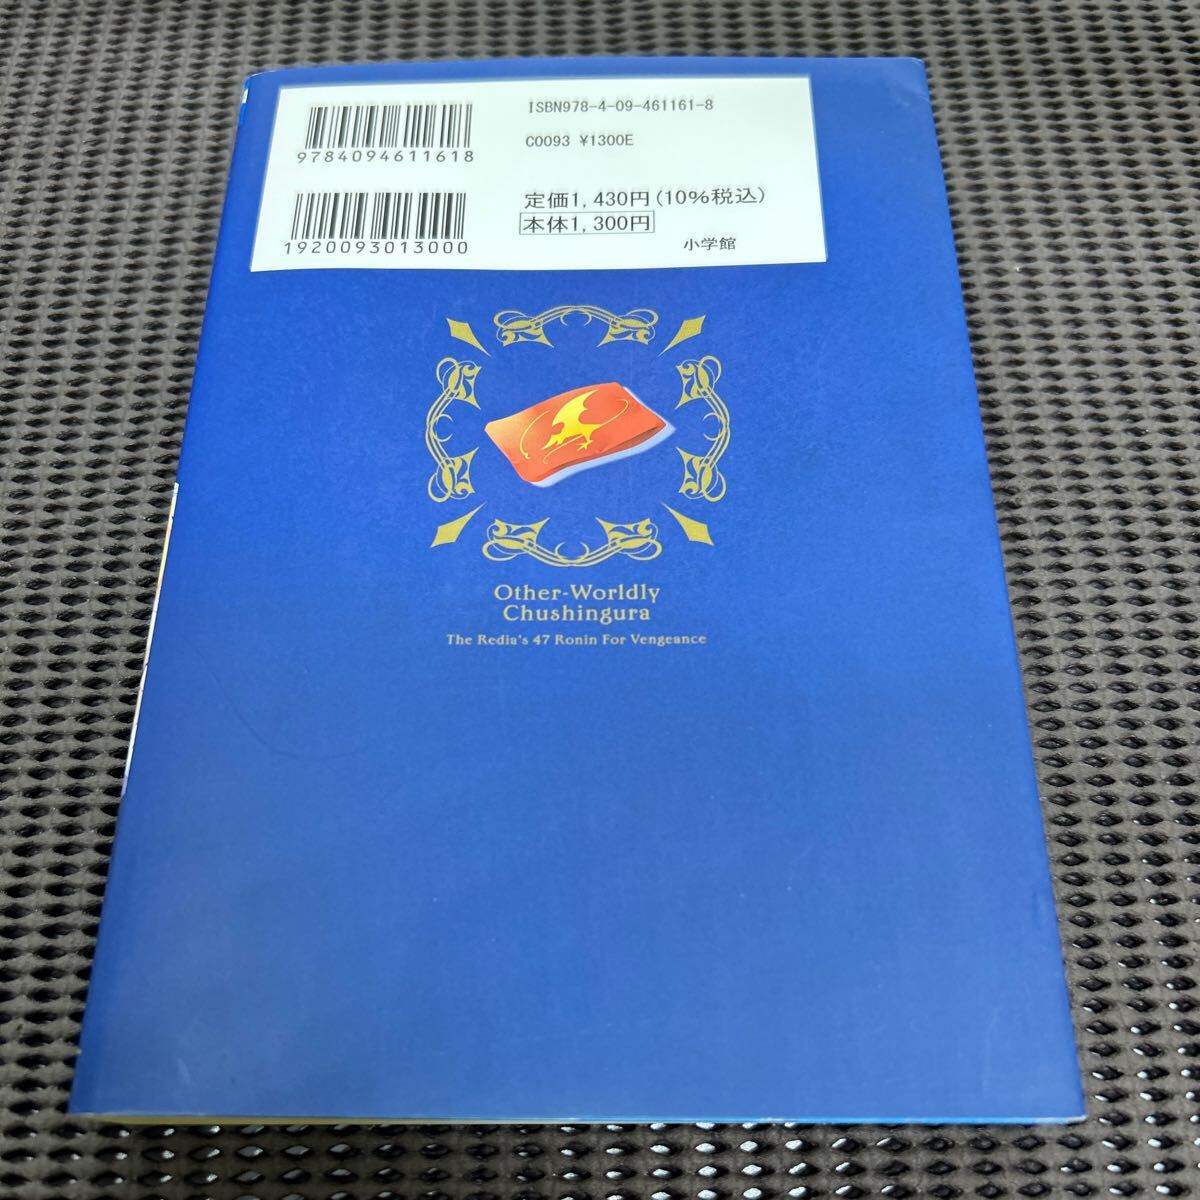 ISBN978-4-09-461161-8
9784094611618
C0093 ¥1300E
1920093013000
定価1,430円(10%税込)
本体1,300円
小学館
Other-Worldly
Chushingura
The Redia's 47 Ronin For Vengeance